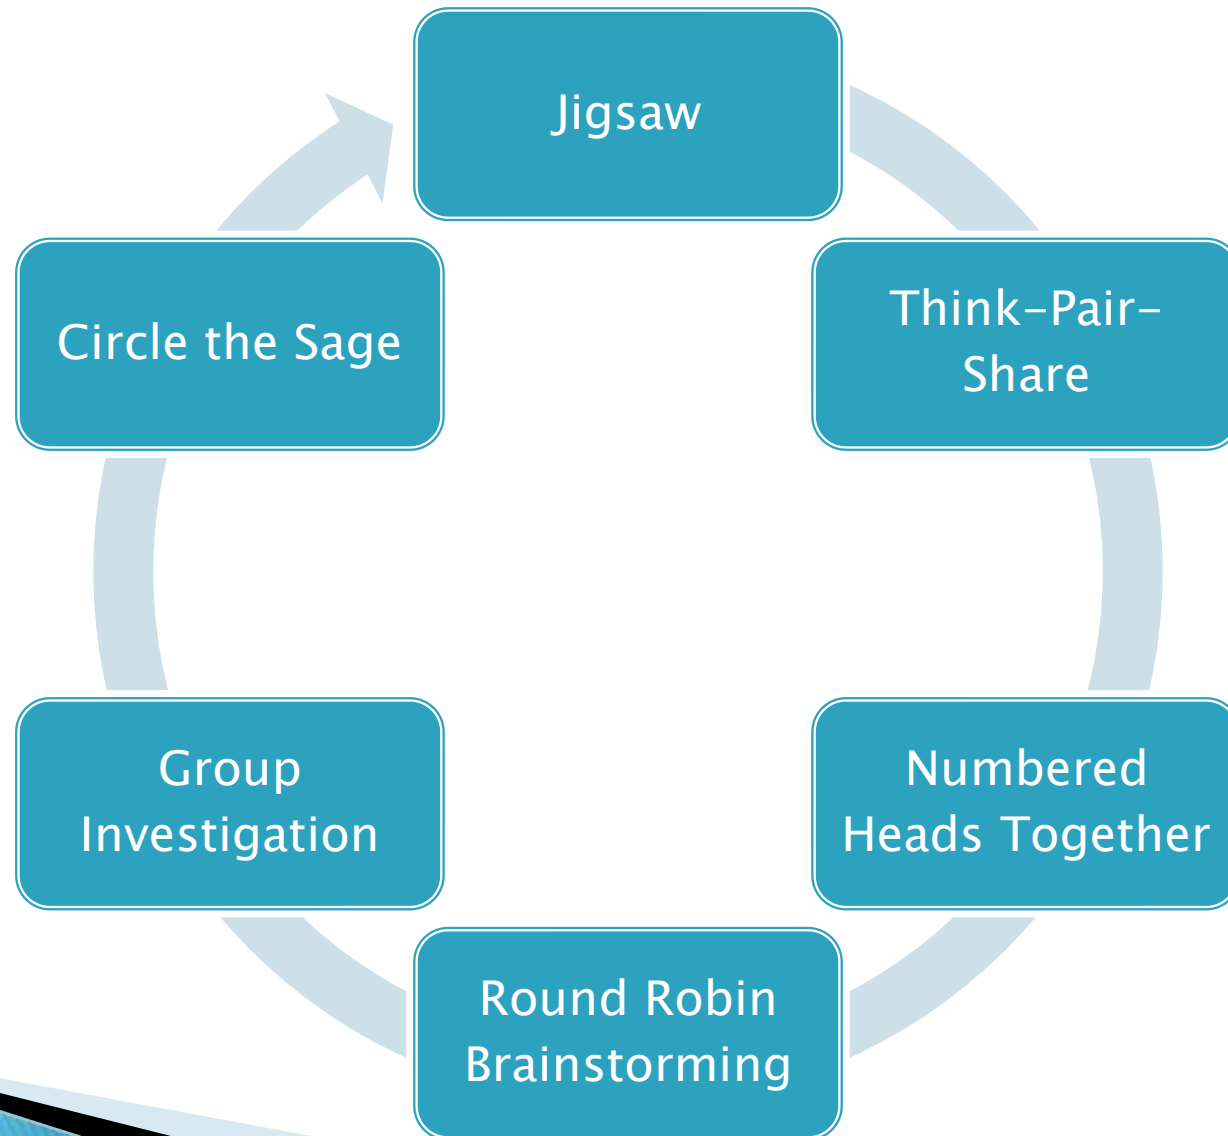 Jigsaw
Think-Pair-
Share
Numbered
Heads Together
Round Robin
Brainstorming
Group
Investigation
Circle the Sage